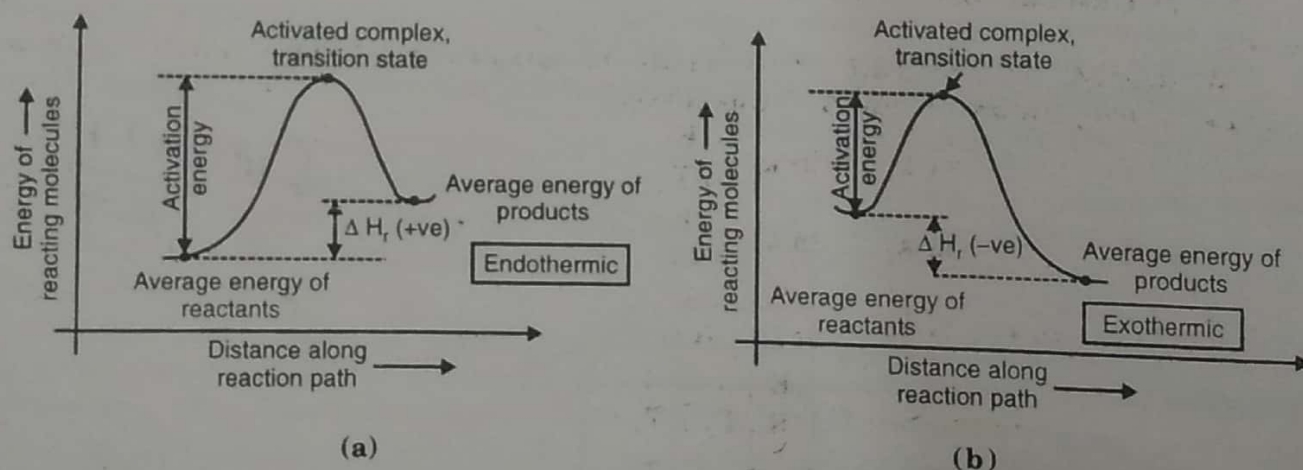 Activated complex,
transition state
Energy of
reacting molecules
Activation
energy
Average energy of
products
Δ Hr (+ve)
Endothermic
Average energy of
reactants
Distance along
reaction path
(a)
Activated complex,
transition state
Energy of
reacting molecules
Activation
energy
Δ Hr (−ve)
Average energy of
products
Average energy of
reactants
Exothermic
Distance along
reaction path
(b)